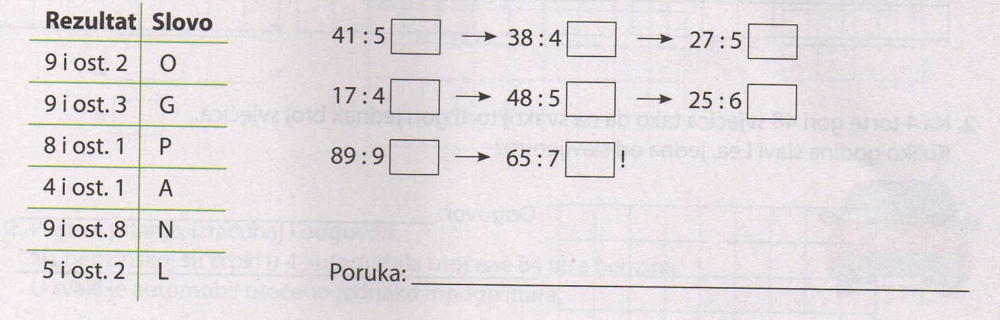 Rezultat Slovo
9 i ost. 2 O
9 i ost. 3 G
8 i ost. 1 P
4 i ost. 1 A
9 i ost. 8 N
5 i ost. 2 L
41 : 5 → 38 : 4 → 27 : 5
17 : 4 → 48 : 5 → 25 : 6
89 : 9 → 65 : 7 !
Poruka: